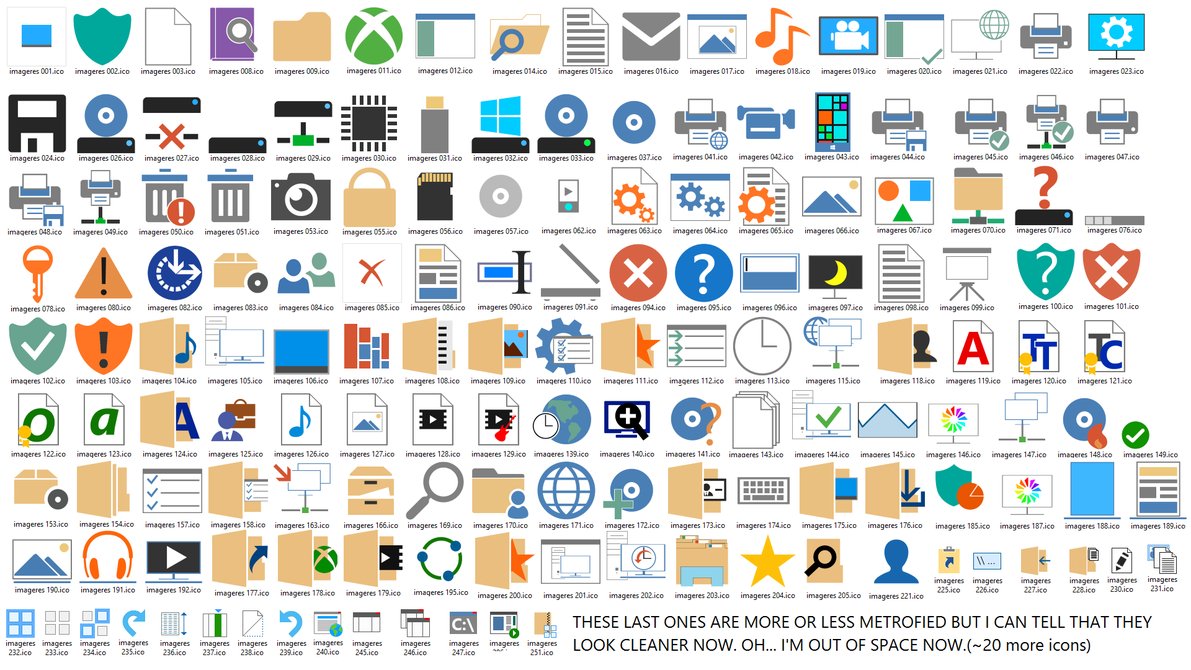 imageres 001.ico imageres 002.ico imageres 003.ico imageres 008.ico imageres 009.ico imageres 011.ico imageres 012.ico imageres 014.ico imageres 015.ico imageres 016.ico imageres 017.ico imageres 018.ico imageres 019.ico imageres 020.ico imageres 021.ico imageres 022.ico imageres 023.ico
imageres 024.ico imageres 026.ico imageres 027.ico imageres 028.ico imageres 029.ico imageres 030.ico imageres 031.ico imageres 032.ico imageres 033.ico imageres 037.ico imageres 041.ico imageres 042.ico imageres 043.ico imageres 044.ico imageres 045.ico imageres 046.ico imageres 047.ico
imageres 048.ico imageres 049.ico imageres 050.ico imageres 051.ico imageres 053.ico imageres 055.ico imageres 056.ico imageres 057.ico imageres 062.ico imageres 063.ico imageres 064.ico imageres 065.ico imageres 066.ico imageres 067.ico imageres 070.ico imageres 071.ico imageres 076.ico
imageres 078.ico imageres 080.ico imageres 082.ico imageres 083.ico imageres 084.ico imageres 085.ico imageres 086.ico imageres 090.ico imageres 091.ico imageres 094.ico imageres 095.ico imageres 096.ico imageres 097.ico imageres 098.ico imageres 099.ico imageres 100.ico imageres 101.ico
imageres 102.ico imageres 103.ico imageres 104.ico imageres 105.ico imageres 106.ico imageres 107.ico imageres 108.ico imageres 109.ico imageres 110.ico imageres 111.ico imageres 112.ico imageres 113.ico imageres 115.ico imageres 118.ico imageres 119.ico imageres 120.ico imageres 121.ico
imageres 122.ico imageres 123.ico imageres 124.ico imageres 125.ico imageres 126.ico imageres 127.ico imageres 128.ico imageres 129.ico imageres 139.ico imageres 140.ico imageres 141.ico imageres 143.ico imageres 144.ico imageres 145.ico imageres 146.ico imageres 147.ico imageres 148.ico imageres 149.ico
imageres 153.ico imageres 154.ico imageres 157.ico imageres 158.ico imageres 163.ico imageres 166.ico imageres 169.ico imageres 170.ico imageres 171.ico imageres 172.ico imageres 173.ico imageres 174.ico imageres 175.ico imageres 176.ico imageres 185.ico imageres 187.ico imageres 188.ico imageres 189.ico
imageres 190.ico imageres 191.ico imageres 192.ico imageres 177.ico imageres 178.ico imageres 245.ico imageres 195.ico imageres 200.ico imageres 201.ico imageres 202.ico imageres 203.ico imageres 204.ico imageres 205.ico imageres 221.ico
imageres imageres imageres imageres imageres imageres
225.ico 226.ico 227.ico 228.ico 230.ico 231.ico
C:\
imageres imageres imageres imageres imageres imageres imageres imageres imageres imageres imageres imageres imageres imageres
232.ico 233.ico 234.ico 235.ico 236.ico 237.ico 238.ico 239.ico 240.ico 245.ico 246.ico 247.ico 251.ico
THESE LAST ONES ARE MORE OR LESS METROFIED BUT I CAN TELL THAT THEY
LOOK CLEANER NOW. OH... I'M OUT OF SPACE NOW.(~20 more icons)